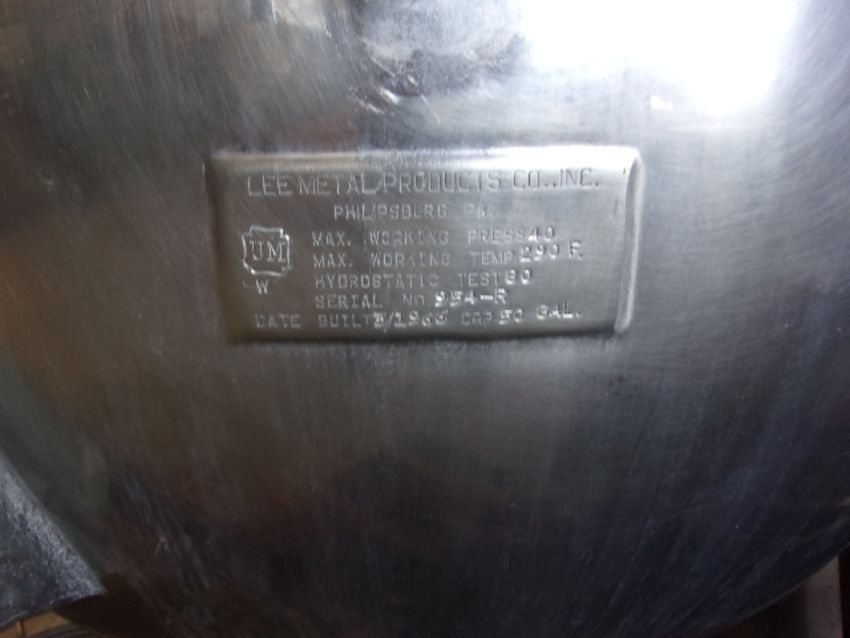 LEE METAL PRODUCTS CO., INC.
PHILIPSBURG PA.
UM
W
MAX. WORKING PRESS 40
MAX. WORKING TEMP 290 F.
HYDROSTATIC TEST 80
SERIAL NO. 954-R
DATE BUILT CAP 50 GAL.